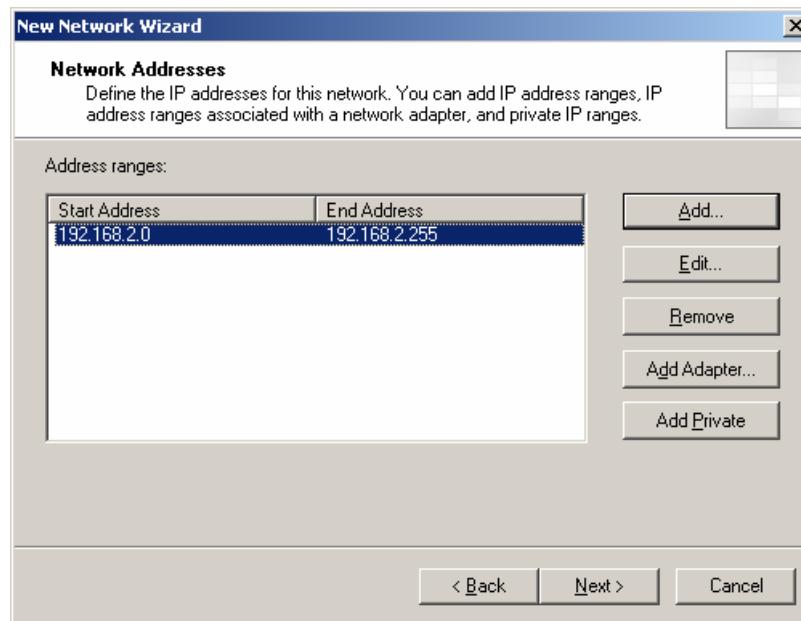 New Network Wizard
Network Addresses
Define the IP addresses for this network. You can add IP address ranges, IP
address ranges associated with a network adapter, and private IP ranges.
Address ranges:
Start Address End Address
192.168.2.0 192.168.2.255
Add...
Edit...
Remove
Add Adapter...
Add Private
< Back Next > Cancel